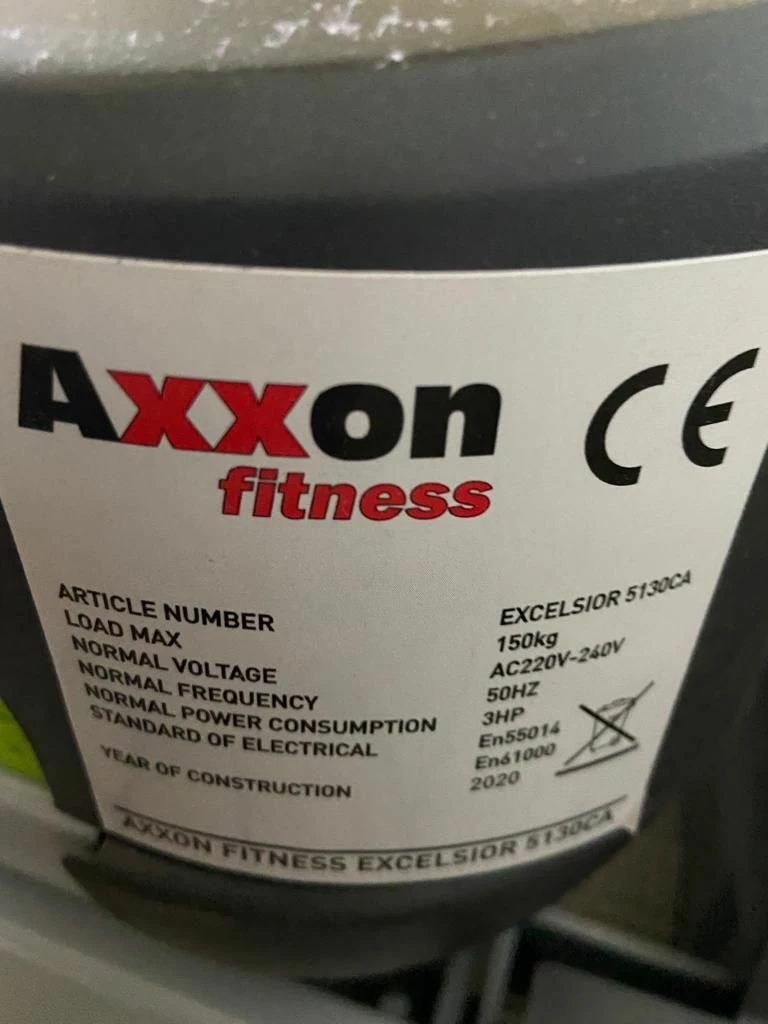 Axxon
fitness
CE
ARTICLE NUMBER EXCELSIOR 5130CA
LOAD MAX 150kg
NORMAL VOLTAGE AC220V-240V
NORMAL FREQUENCY 50HZ
NORMAL POWER CONSUMPTION 3HP
STANDARD OF ELECTRICAL En55014
En61000
YEAR OF CONSTRUCTION 2020
AXXON FITNESS EXCELSIOR 5130CA